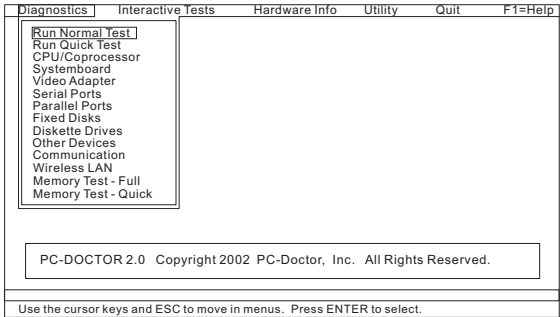 Diagnostics Interactive Tests Hardware Info Utility Quit F1=Help
Run Normal Test
Run Quick Test
CPU/Coprocessor
Systemboard
Video Adapter
Serial Ports
Parallel Ports
Fixed Disks
Diskette Drives
Other Devices
Communication
Wireless LAN
Memory Test - Full
Memory Test - Quick
PC-DOCTOR 2.0 Copyright 2002 PC-Doctor, Inc. All Rights Reserved.
Use the cursor keys and ESC to move in menus. Press ENTER to select.